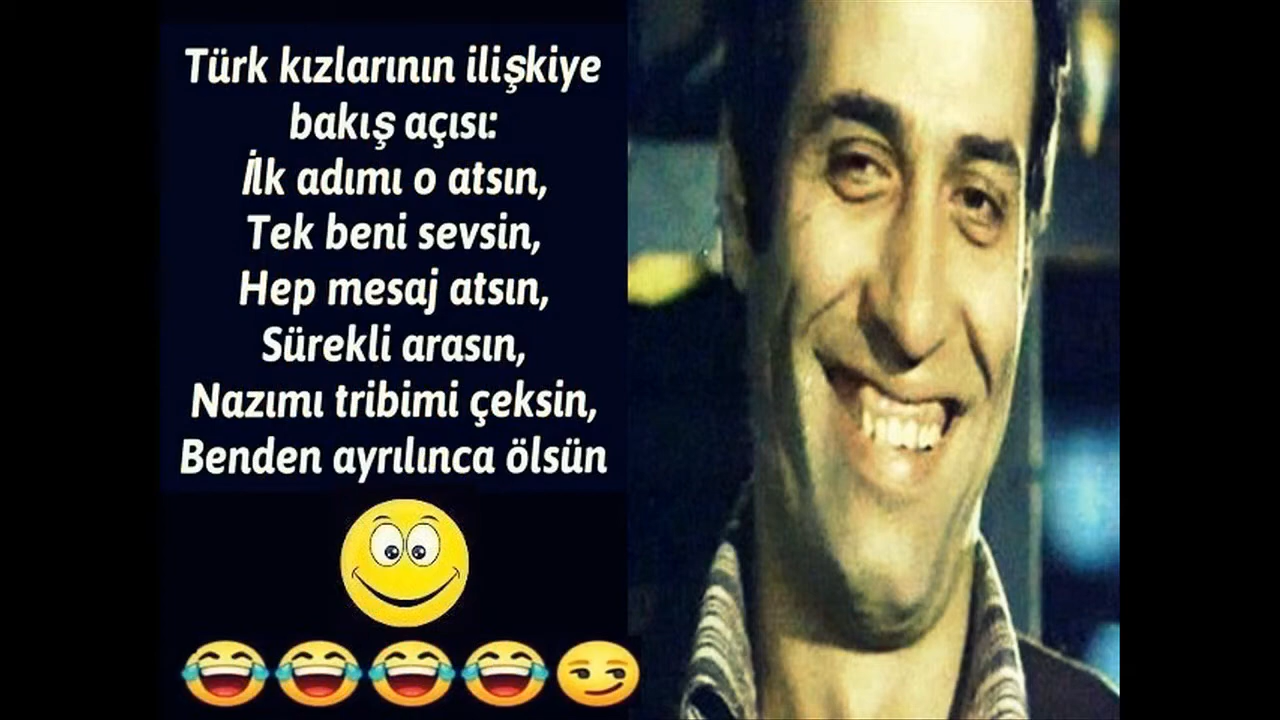 Türk kızlarının ilişkiye
bakış açısı:
İlk adımı o atsın,
Tek beni sevsin,
Hep mesaj atsın,
Sürekli arasın,
Nazımı tribimi çeksin,
Benden ayrılınca ölsün